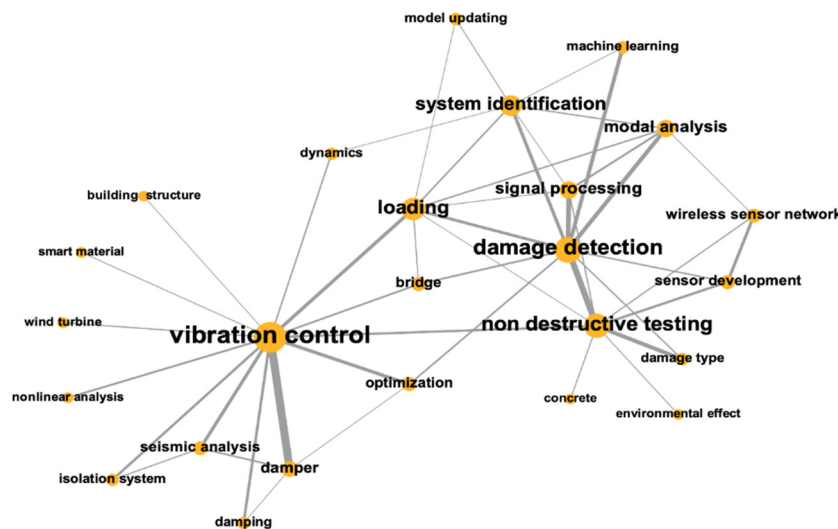 model updating
machine learning
system identification
modal analysis
dynamics
signal processing
building structure
loading
wireless sensor network
smart material
damage detection
bridge
sensor development
wind turbine
vibration control
non destructive testing
damage type
optimization
nonlinear analysis
concrete
environmental effect
seismic analysis
damper
isolation system
damping